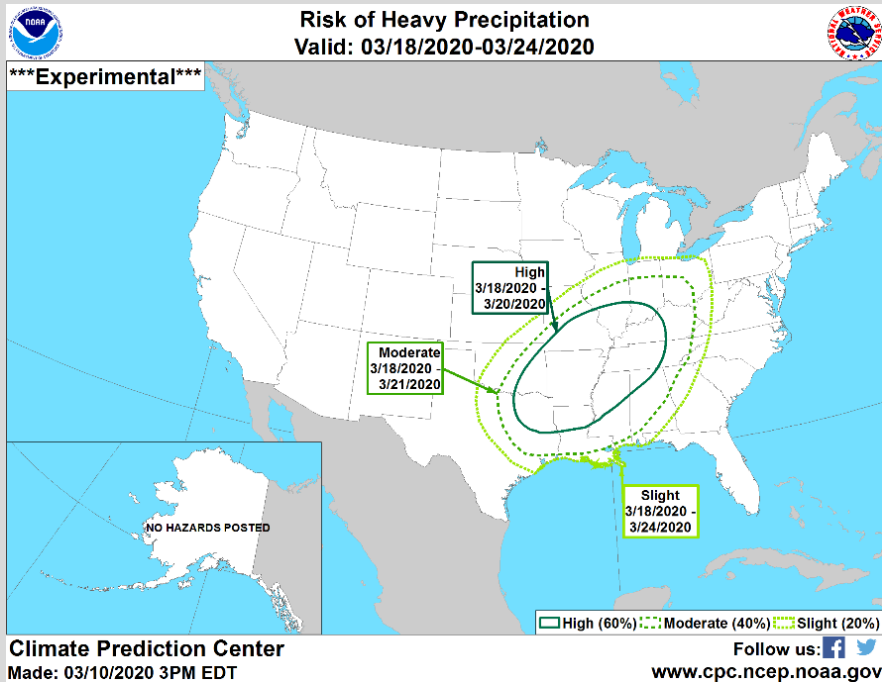 NOAA
NATIONAL WEATHER SERVICE
Risk of Heavy Precipitation
Valid: 03/18/2020-03/24/2020
***Experimental***
High
3/18/2020 -
3/20/2020
Moderate
3/18/2020 -
3/21/2020
Slight
3/18/2020 -
3/24/2020
NO HAZARDS POSTED
High (60%) Moderate (40%) Slight (20%)
Climate Prediction Center
Made: 03/10/2020 3PM EDT
Follow us:
www.cpc.ncep.noaa.gov